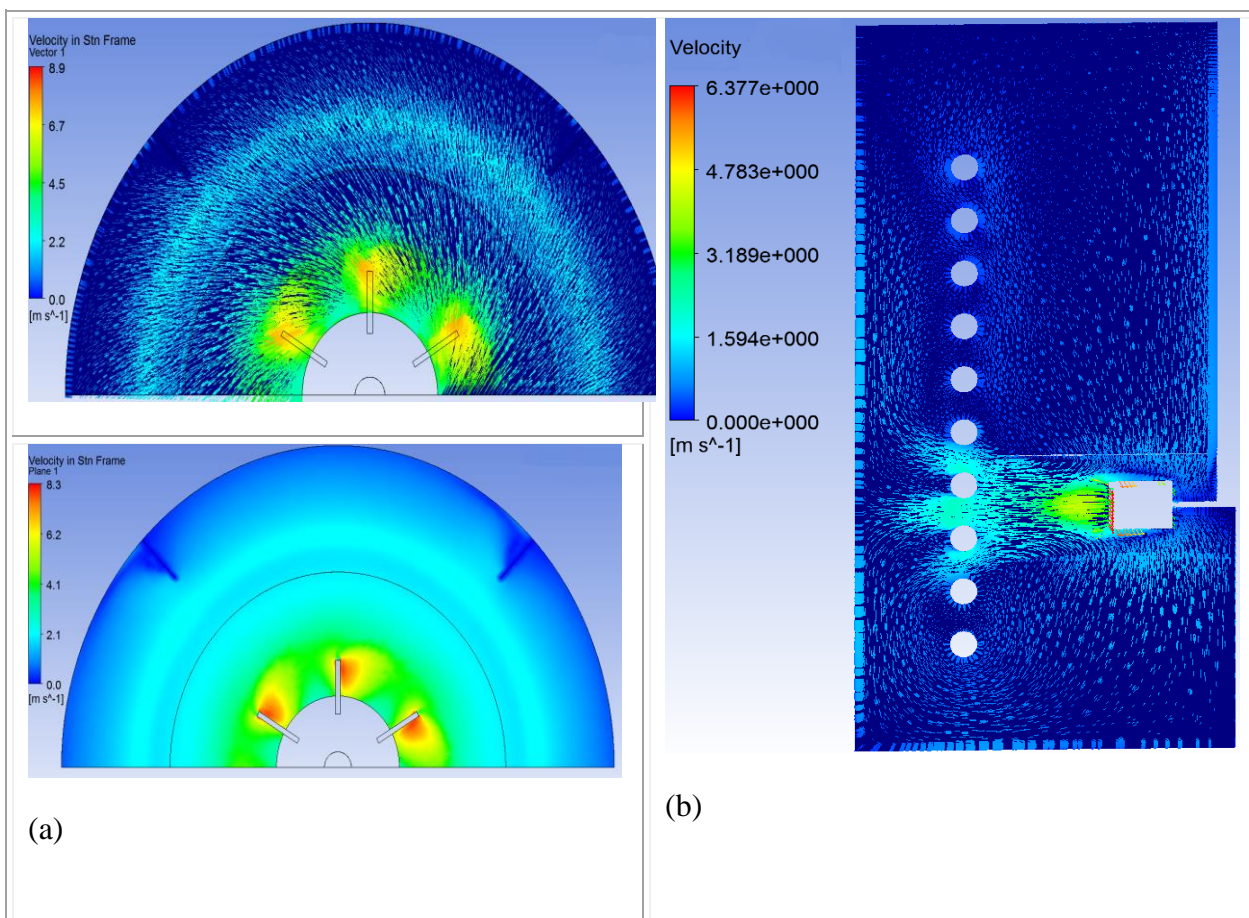 Velocity in Stn Frame
Vector 1
8.9
6.7
4.5
2.2
0.0
[m s^-1]
Velocity in Stn Frame
Plane 1
8.3
6.2
4.1
2.1
0.0
[m s^-1]
(a)
Velocity
6.377e+000
4.783e+000
3.189e+000
1.594e+000
0.000e+000
[m s^-1]
(b)